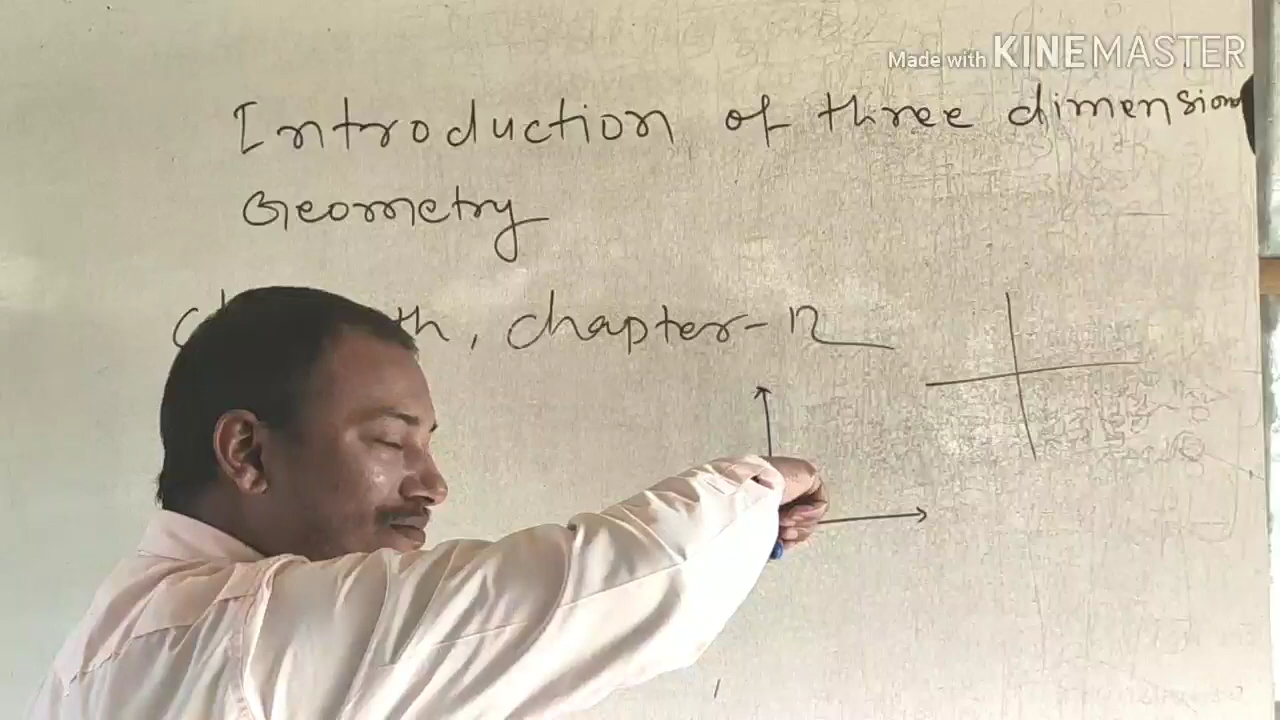 Made with KINEMASTER
Introduction of three dimension
Geometry
th, chapter-12